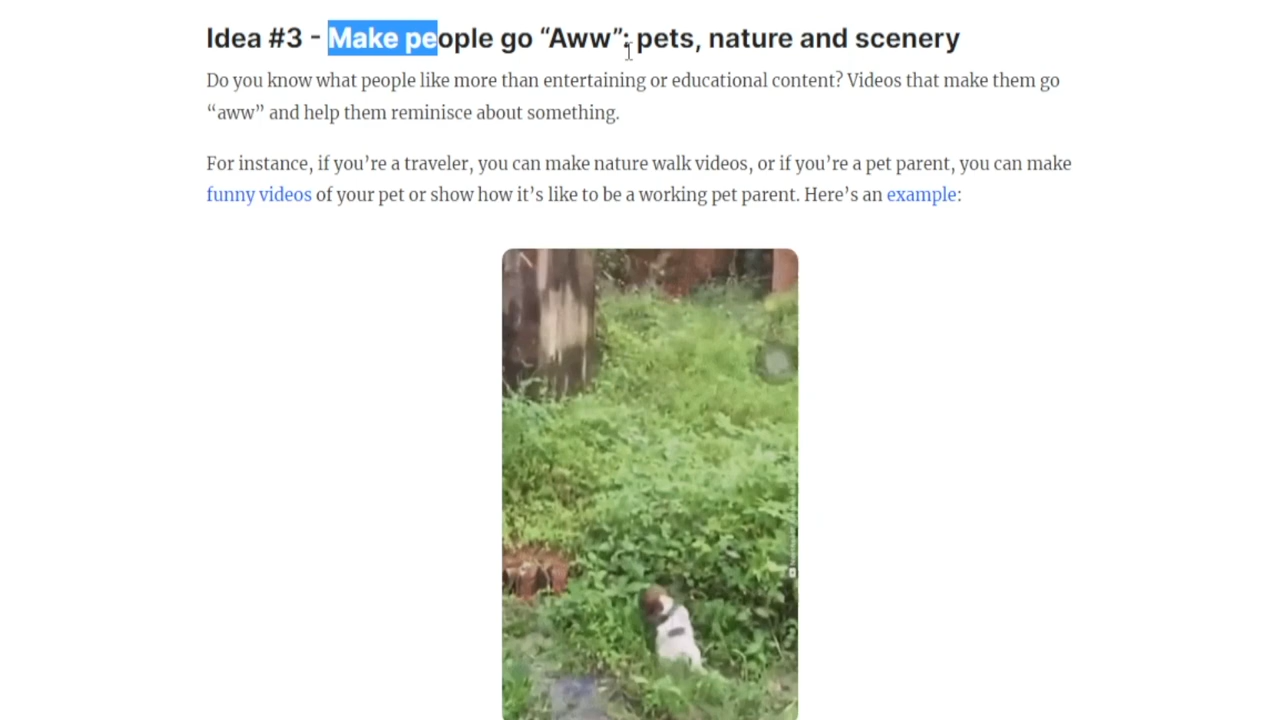 Idea #3 - Make people go “Aww”: pets, nature and scenery
Do you know what people like more than entertaining or educational content? Videos that make them go
“aww” and help them reminisce about something.
For instance, if you’re a traveler, you can make nature walk videos, or if you’re a pet parent, you can make
funny videos of your pet or show how it’s like to be a working pet parent. Here’s an example: